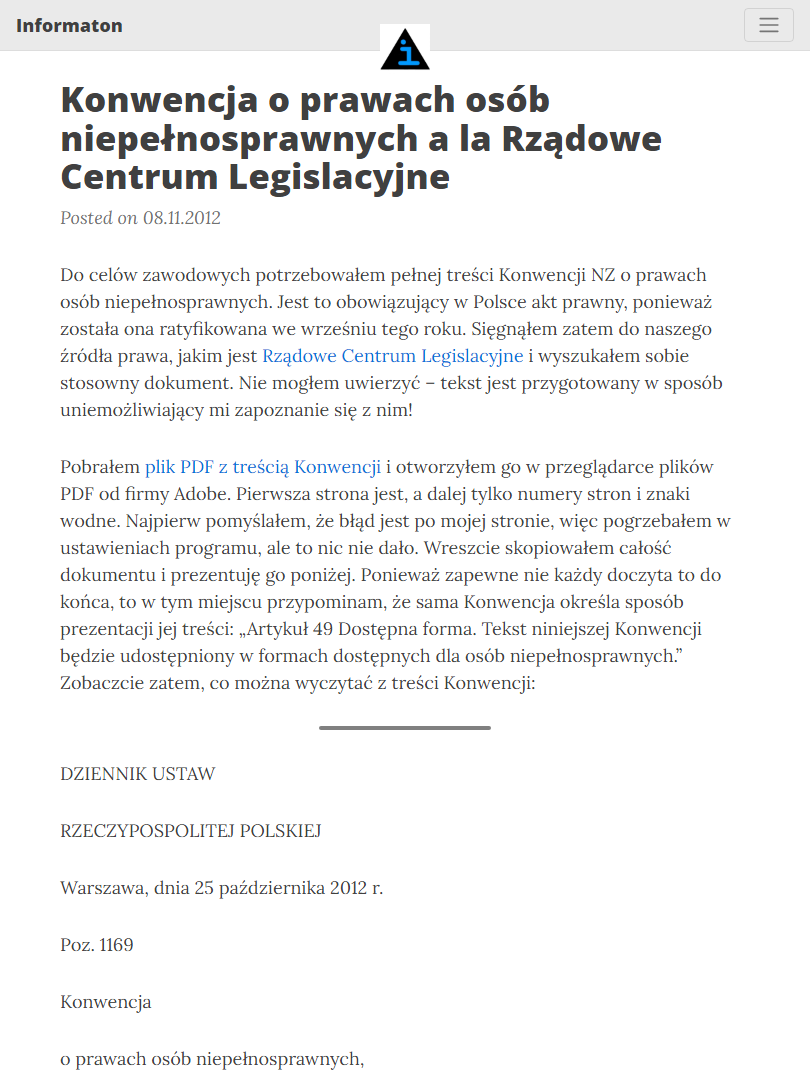 Informaton
i
Konwencja o prawach osób
niepełnosprawnych a la Rządowe
Centrum Legislacyjne
Posted on 08.11.2012
Do celów zawodowych potrzebowałem pełnej treści Konwencji NZ o prawach
osób niepełnosprawnych. Jest to obowiązujący w Polsce akt prawny, ponieważ
została ona ratyfikowana we wrześniu tego roku. Sięgnąłem zatem do naszego
źródła prawa, jakim jest Rządowe Centrum Legislacyjne i wyszukałem sobie
stosowny dokument. Nie mogłem uwierzyć – tekst jest przygotowany w sposób
uniemożliwiający mi zapoznanie się z nim!
Pobrałem plik PDF z treścią Konwencji i otworzyłem go w przeglądarce plików
PDF od firmy Adobe. Pierwsza strona jest, a dalej tylko numery stron i znaki
wodne. Najpierw pomyślałem, że błąd jest po mojej stronie, więc pogrzebałem w
ustawieniach programu, ale to nic nie dało. Wreszcie skopiowałem całość
dokumentu i prezentuję go poniżej. Ponieważ zapewne nie każdy doczyta to do
końca, to w tym miejscu przypominam, że sama Konwencja określa sposób
prezentacji jej treści: „Artykuł 49 Dostępna forma. Tekst niniejszej Konwencji
będzie udostępniony w formach dostępnych dla osób niepełnosprawnych.”
Zobaczcie zatem, co można wyczytać z treści Konwencji:
DZIENNIK USTAW
RZECZYPOSPOLITEJ POLSKIEJ
Warszawa, dnia 25 października 2012 r.
Poz. 1169
Konwencja
o prawach osób niepełnosprawnych,